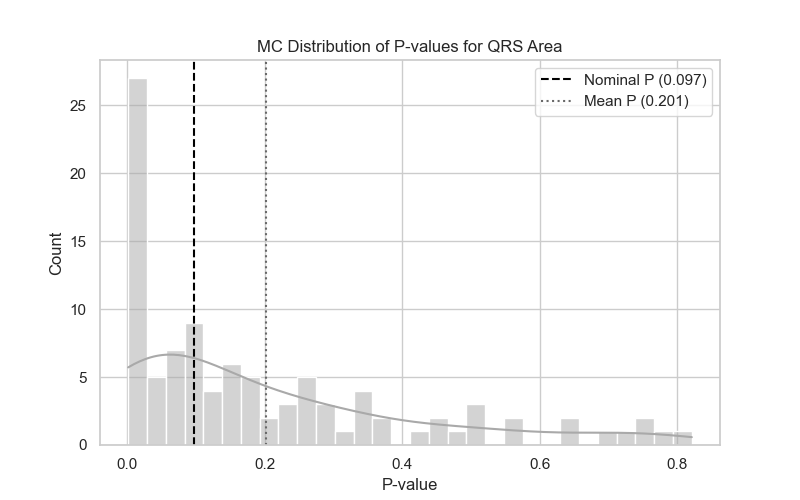 MC Distribution of P-values for QRS Area
Nominal P (0.097)
Mean P (0.201)
Count
25
20
15
10
5
0
0.0 0.2 0.4 0.6 0.8
P-value